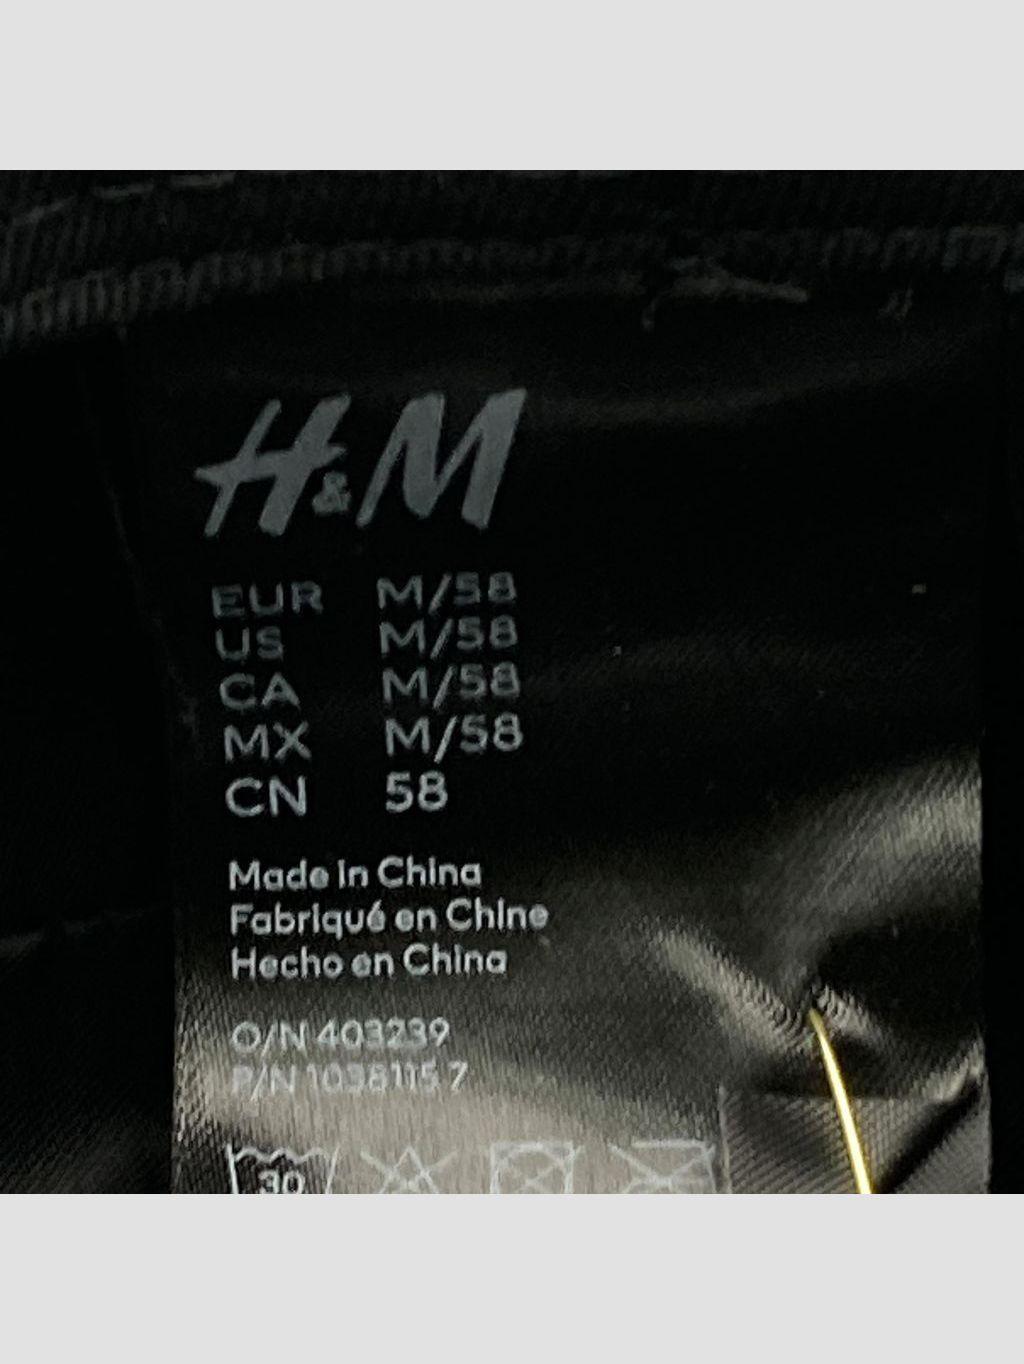 H&M
EUR M/58
US M/58
CA M/58
MX M/58
CN 58
Made in China
Fabriqué en Chine
Hecho en China
O/N 403239
P/N 1038115 7
30